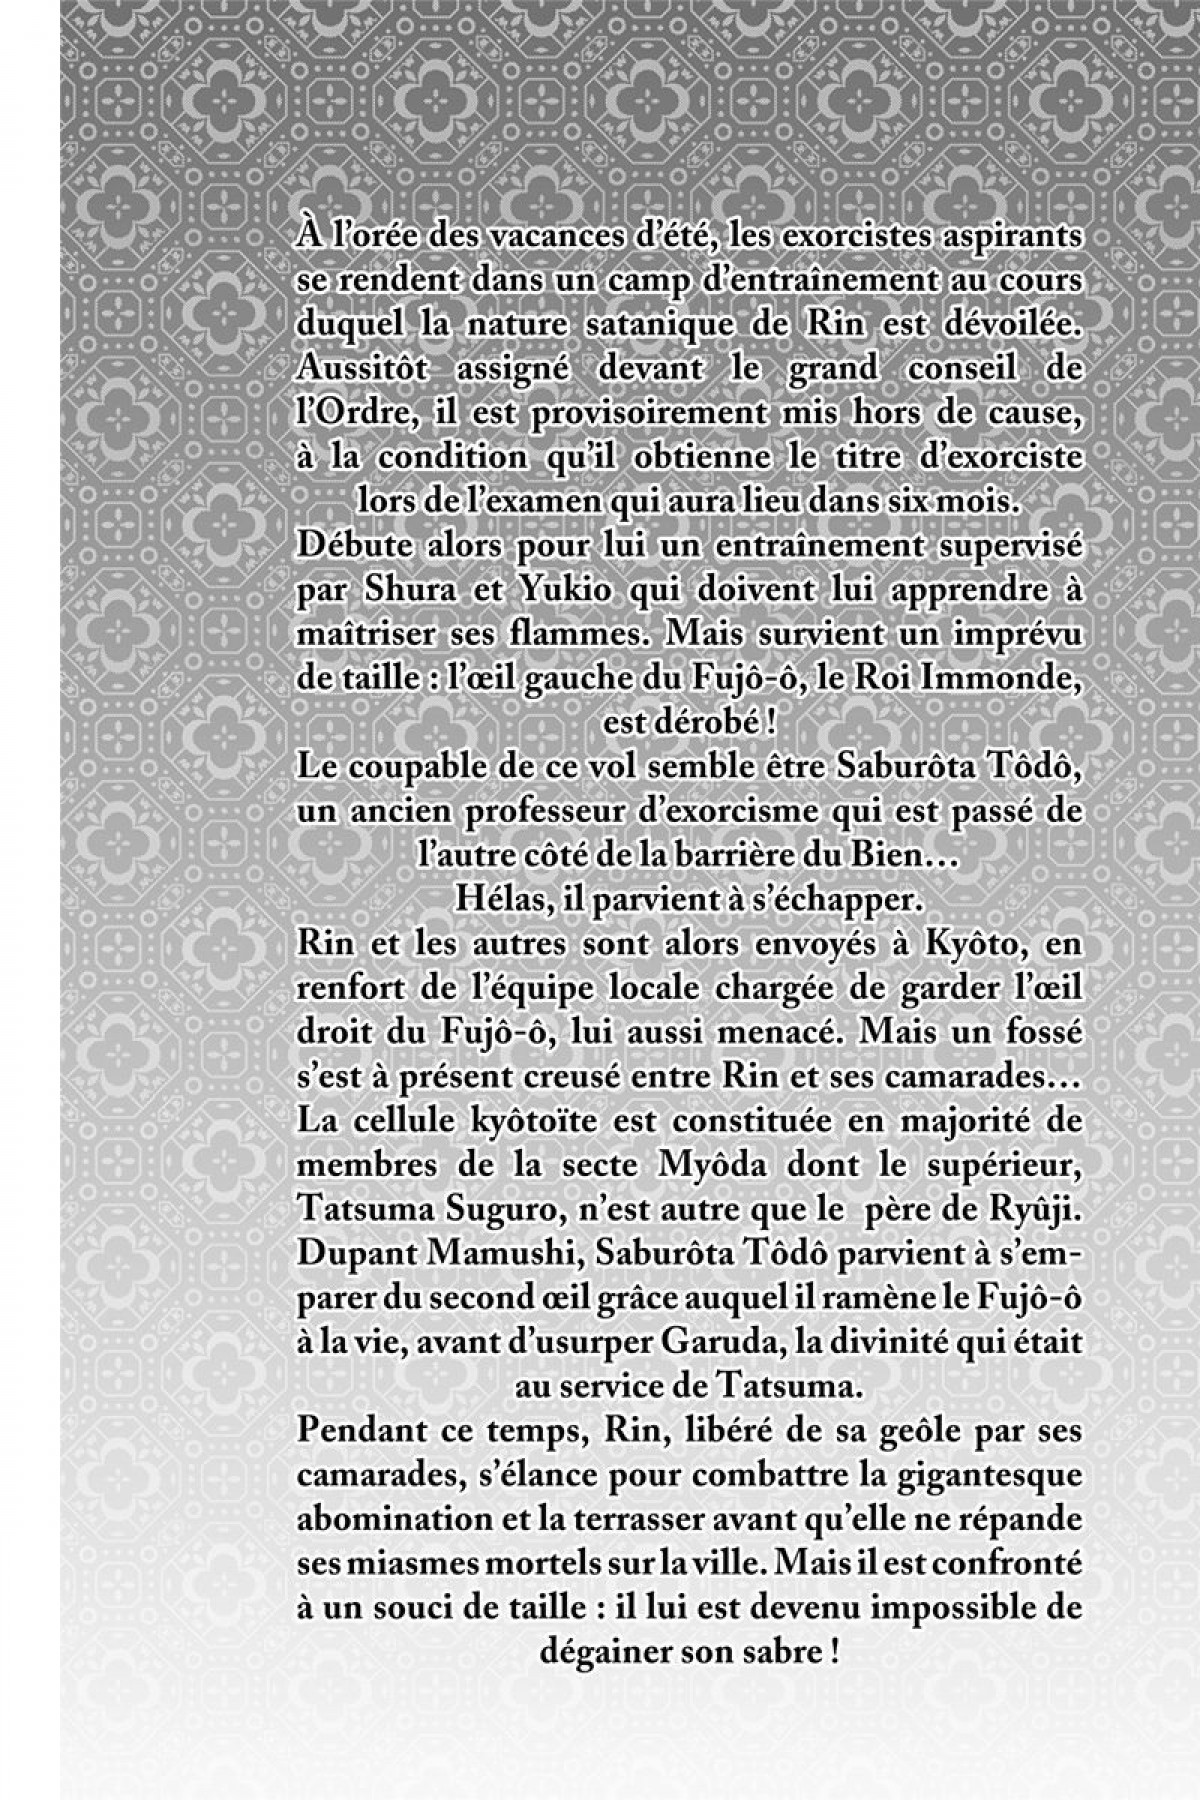 À l’orée des vacances d’été, les exorcistes aspirants
se rendent dans un camp d’entraînement au cours
duquel la nature satanique de Rin est dévoilée.
Aussitôt assigné devant le grand conseil de
l’Ordre, il est provisoirement mis hors de cause,
à la condition qu’il obtienne le titre d’exorciste
lors de l’examen qui aura lieu dans six mois.
Débute alors pour lui un entraînement supervisé
par Shura et Yukio qui doivent lui apprendre à
maîtriser ses flammes. Mais survient un imprévu
de taille : l’œil gauche du Fujô-ô, le Roi Immonde,
est dérobé !
Le coupable de ce vol semble être Saburôta Tôdô,
un ancien professeur d’exorcisme qui est passé de
l’autre côté de la barrière du Bien…
Hélas, il parvient à s’échapper.
Rin et les autres sont alors envoyés à Kyôto, en
renfort de l’équipe locale chargée de garder l’œil
droit du Fujô-ô, lui aussi menacé. Mais un fossé
s’est à présent creusé entre Rin et ses camarades…
La cellule kyôtoïte est constituée en majorité de
membres de la secte Myôda dont le supérieur,
Tatsuma Suguro, n’est autre que le père de Ryûji.
Dupant Mamushi, Saburôta Tôdô parvient à s’em-
parer du second œil grâce auquel il ramène le Fujô-ô
à la vie, avant d’usurper Garuda, la divinité qui était
au service de Tatsuma.
Pendant ce temps, Rin, libéré de sa geôle par ses
camarades, s’élance pour combattre la gigantesque
abomination et la terrasser avant qu’elle ne répande
ses miasmes mortels sur la ville. Mais il est confronté
à un souci de taille : il lui est devenu impossible de
dégainer son sabre !